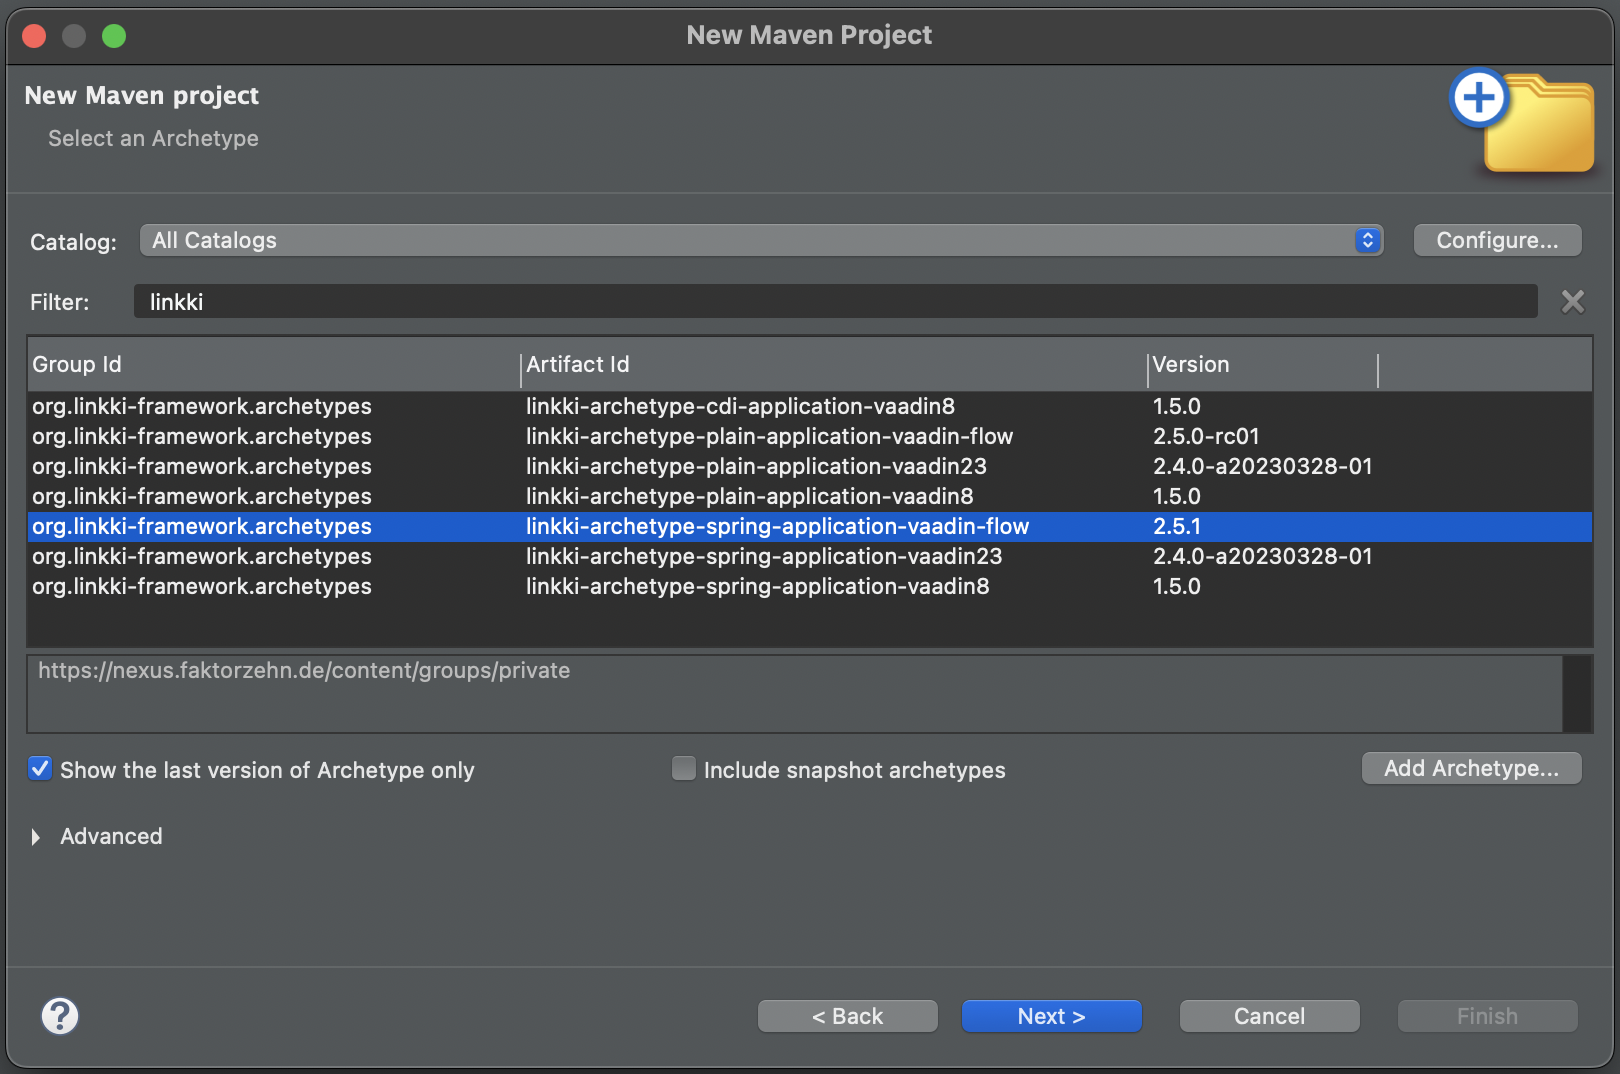 New Maven Project
New Maven project
Select an Archetype
Catalog: All Catalogs Configure...
Filter: linkki
Group Id Artifact Id Version
org.linkki-framework.archetypes linkki-archetype-cdi-application-vaadin8 1.5.0
org.linkki-framework.archetypes linkki-archetype-plain-application-vaadin-flow 2.5.0-rc01
org.linkki-framework.archetypes linkki-archetype-plain-application-vaadin23 2.4.0-a20230328-01
org.linkki-framework.archetypes linkki-archetype-plain-application-vaadin8 1.5.0
org.linkki-framework.archetypes linkki-archetype-spring-application-vaadin-flow 2.5.1
org.linkki-framework.archetypes linkki-archetype-spring-application-vaadin23 2.4.0-a20230328-01
org.linkki-framework.archetypes linkki-archetype-spring-application-vaadin8 1.5.0
https://nexus.faktorzehn.de/content/groups/private
Show the last version of Archetype only Include snapshot archetypes Add Archetype...
Advanced
? < Back Next > Cancel Finish